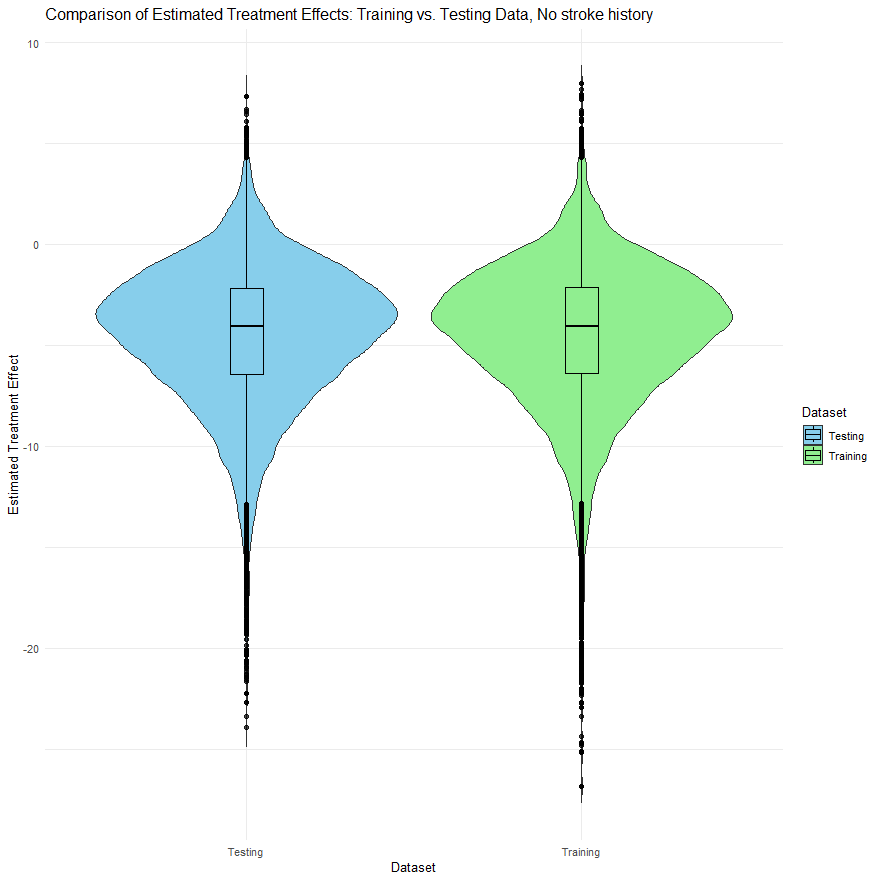 Comparison of Estimated Treatment Effects: Training vs. Testing Data, No stroke history
10
0
-10
-20
Estimated Treatment Effect
Testing
Training
Dataset
Dataset
Testing
Training